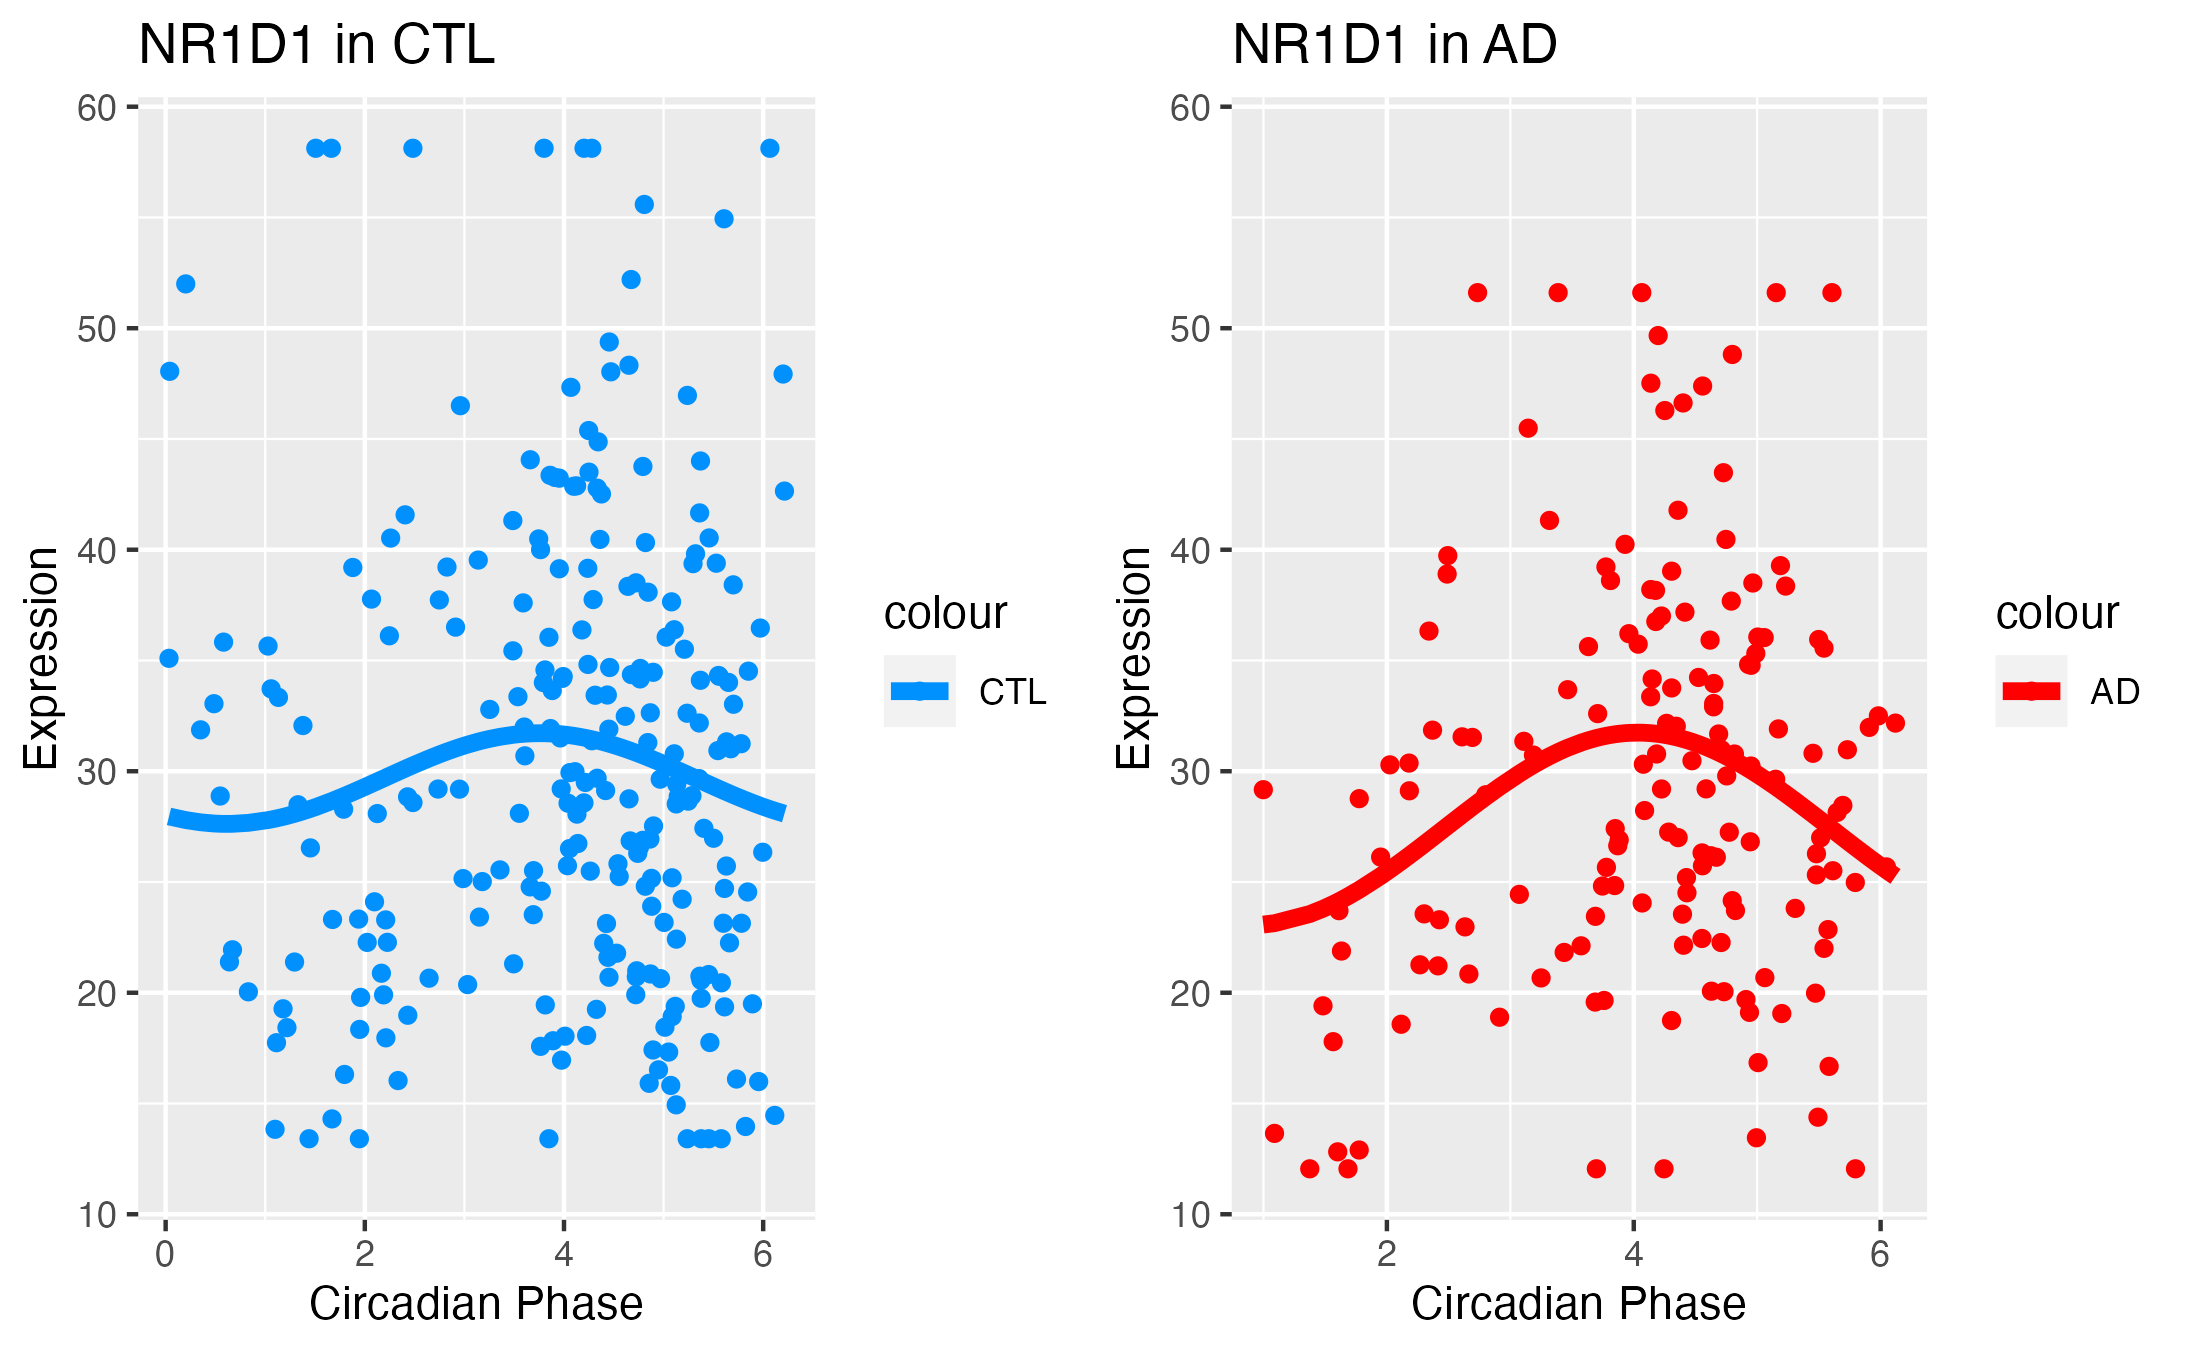 NR1D1 in CTL
60
50
40
30
20
10
Expression
0 2 4 6
Circadian Phase
colour
CTL
NR1D1 in AD
60
50
40
30
20
10
Expression
2 4 6
Circadian Phase
colour
AD